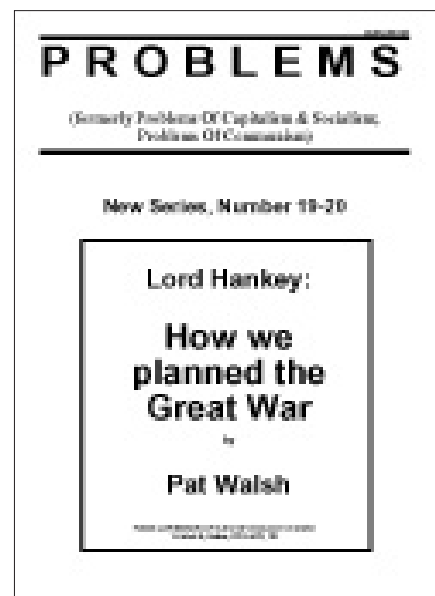 PROBLEMS
(formerly Problems Of Capitalism & Socialism;
Problems Of Communism)
New Series, Number 19-20
Lord Hankey:
How we
planned the
Great War
by
Pat Walsh